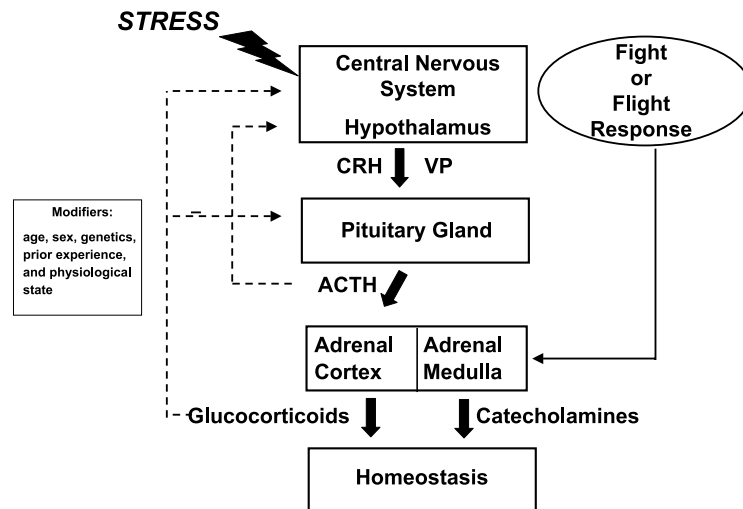 STRESS
Central Nervous
System
Hypothalamus
Fight
or
Flight
Response
CRH VP
Modifiers:
age, sex, genetics,
prior experience,
and physiological
state
–
Pituitary Gland
ACTH
Adrenal
Cortex
Adrenal
Medulla
Glucocorticoids
Catecholamines
Homeostasis